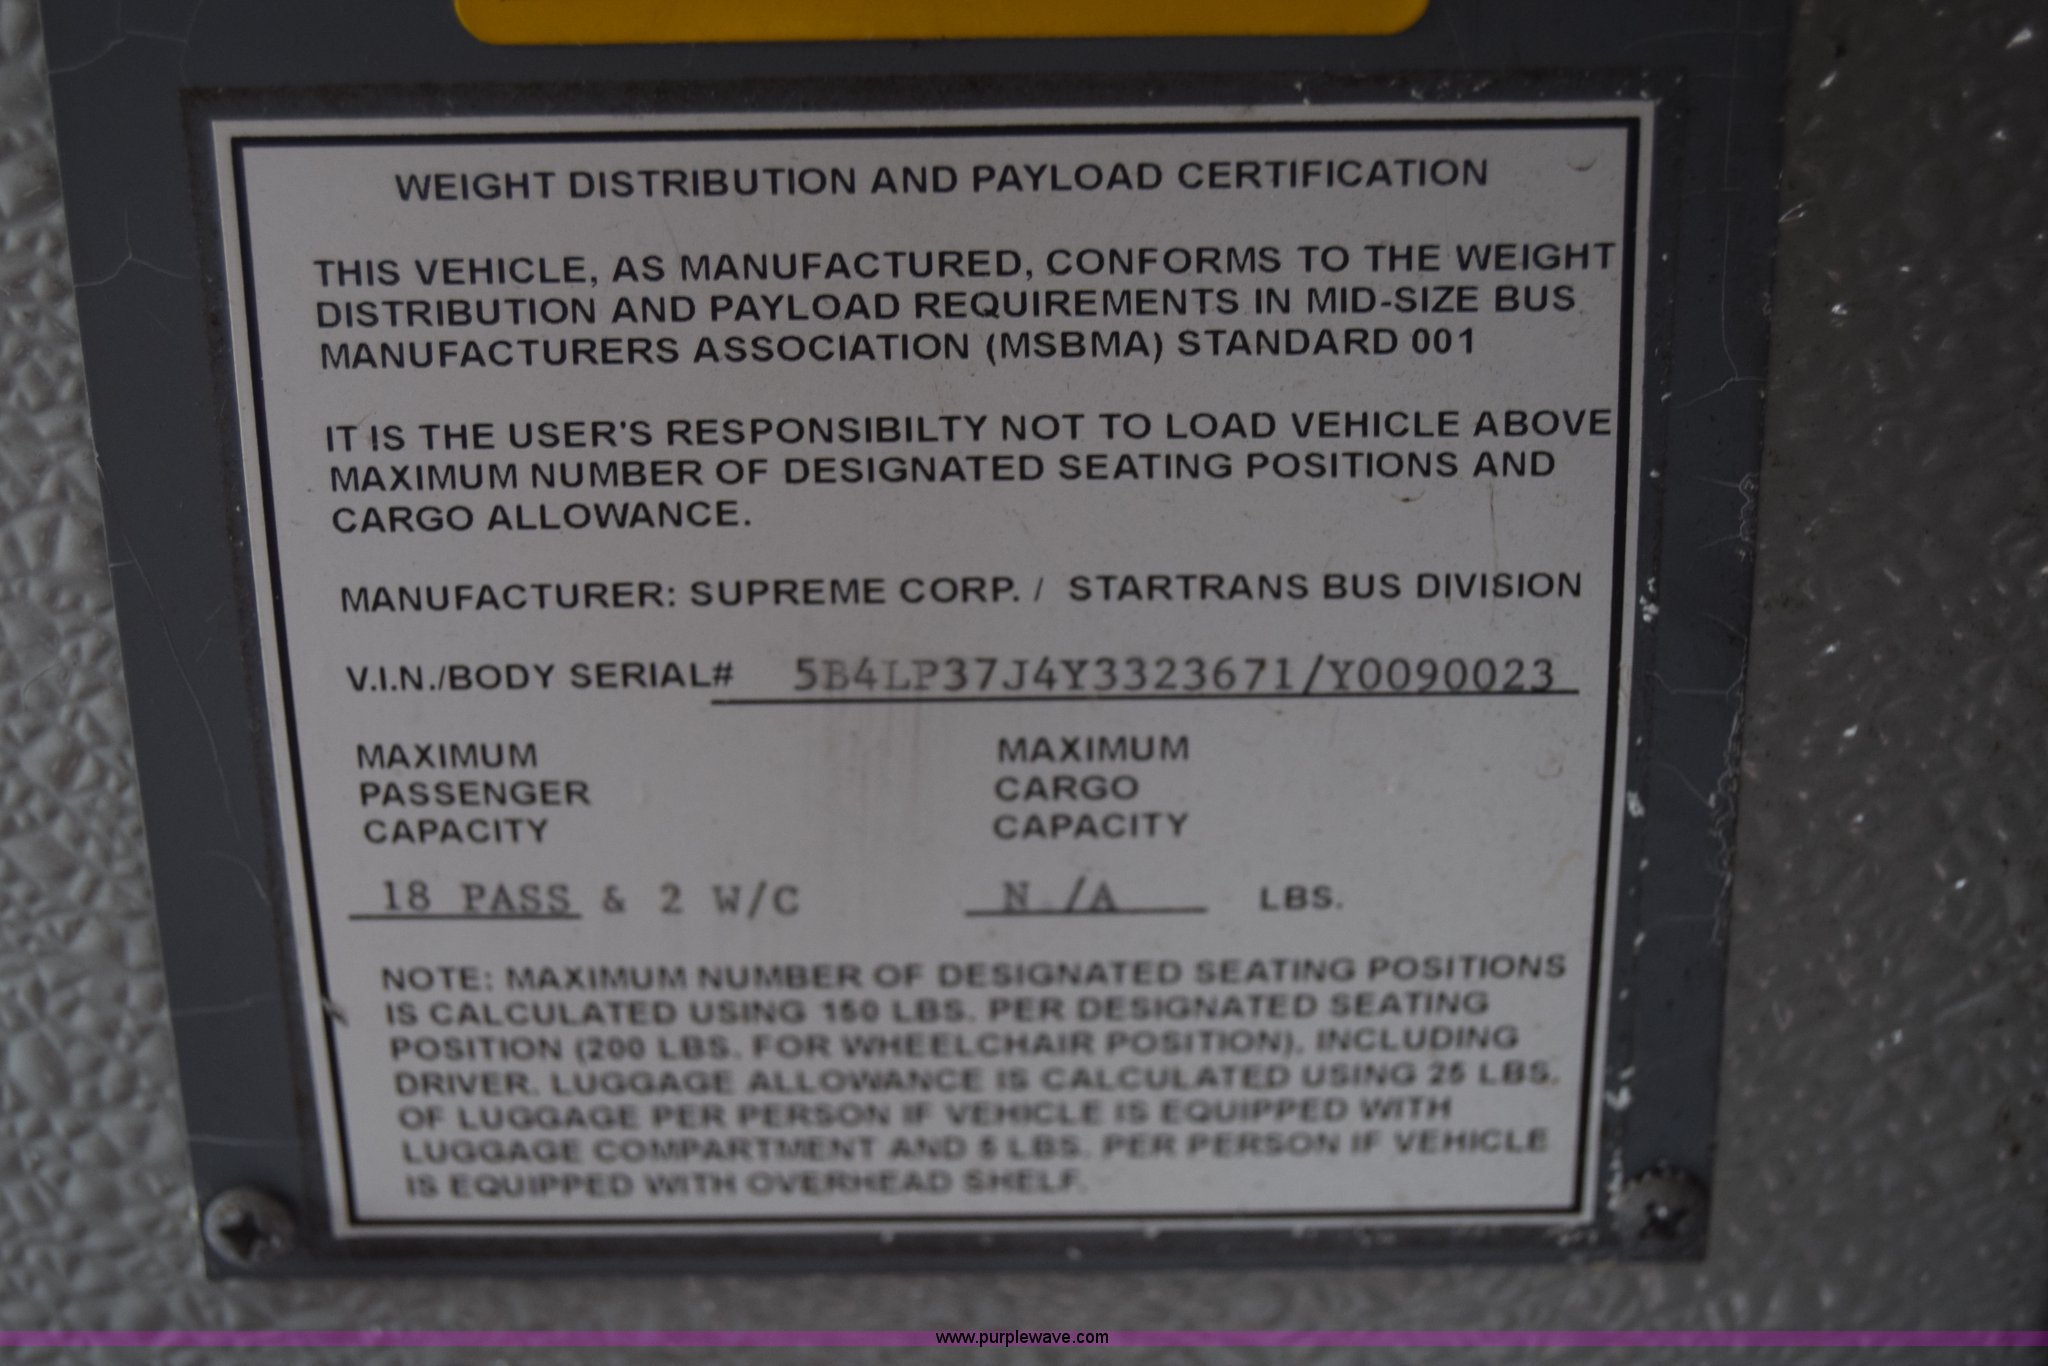 WEIGHT DISTRIBUTION AND PAYLOAD CERTIFICATION
THIS VEHICLE, AS MANUFACTURED, CONFORMS TO THE WEIGHT
DISTRIBUTION AND PAYLOAD REQUIREMENTS IN MID-SIZE BUS
MANUFACTURERS ASSOCIATION (MSBMA) STANDARD 001
IT IS THE USER'S RESPONSIBILTY NOT TO LOAD VEHICLE ABOVE
MAXIMUM NUMBER OF DESIGNATED SEATING POSITIONS AND
CARGO ALLOWANCE.
MANUFACTURER: SUPREME CORP. / STARTRANS BUS DIVISION
V.I.N./BODY SERIAL# 5B4LP37J4Y3323671/Y0090023
MAXIMUM
PASSENGER
CAPACITY
18 PASS & 2 W/C
MAXIMUM
CARGO
CAPACITY
N/A LBS.
NOTE: MAXIMUM NUMBER OF DESIGNATED SEATING POSITIONS
IS CALCULATED USING 150 LBS. PER DESIGNATED SEATING
POSITION (200 LBS. FOR WHEELCHAIR POSITION), INCLUDING
DRIVER. LUGGAGE ALLOWANCE IS CALCULATED USING 25 LBS.
OF LUGGAGE PER PERSON IF VEHICLE IS EQUIPPED WITH
LUGGAGE COMPARTMENT AND 5 LBS. PER PERSON IF VEHICLE
IS EQUIPPED WITH OVERHEAD SHELF.
www.purplewave.com